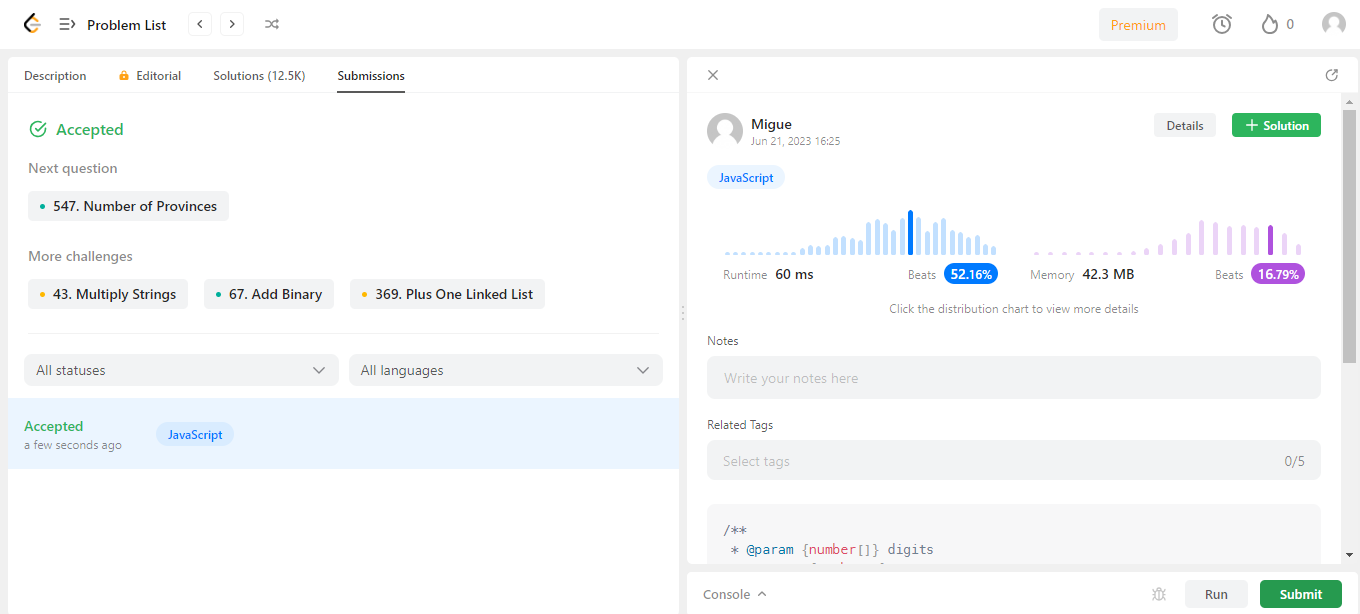 Problem List
Premium
0
Description
Editorial
Solutions (12.5K)
Submissions
Accepted
Next question
547. Number of Provinces
More challenges
43. Multiply Strings
67. Add Binary
369. Plus One Linked List
All statuses
All languages
Accepted
a few seconds ago
JavaScript
Migue
Jun 21, 2023 16:25
Details
+ Solution
JavaScript
Runtime 60 ms
Beats 52.16%
Memory 42.3 MB
Beats 16.79%
Click the distribution chart to view more details
Notes
Write your notes here
Related Tags
Select tags
0/5
/**
* @param {number[]} digits
Console
Run
Submit